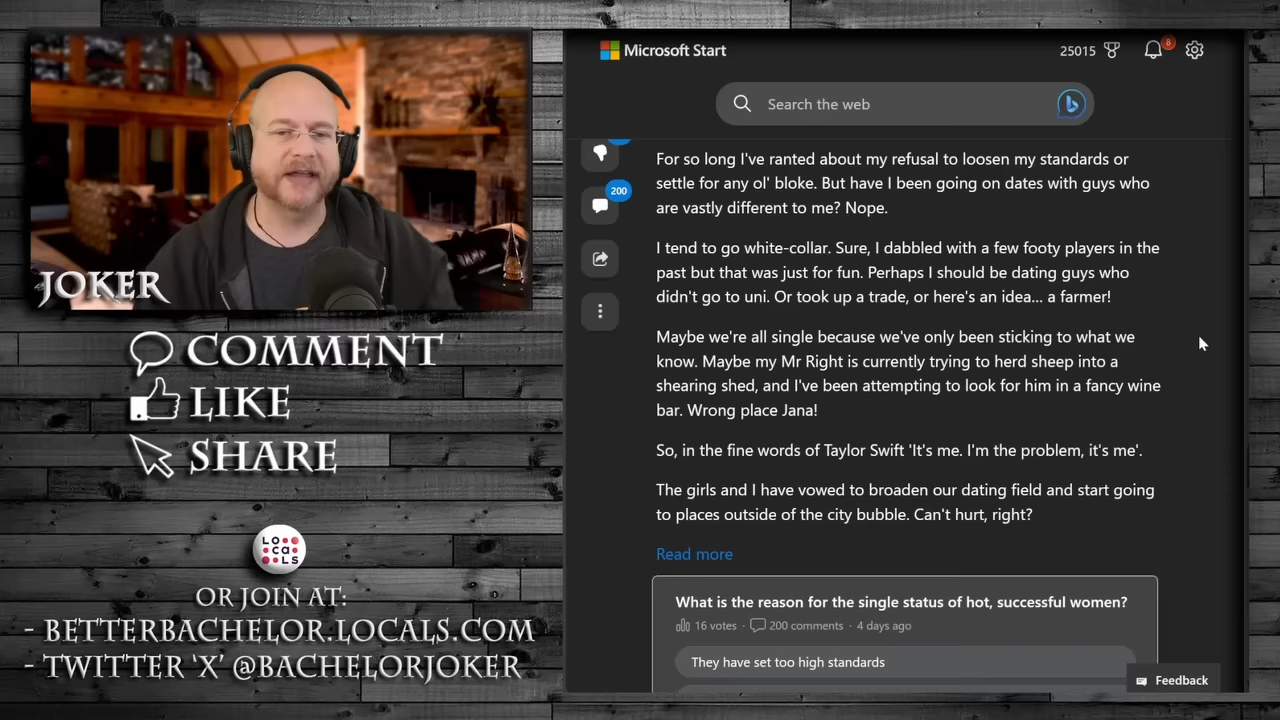 JOKER
COMMENT
LIKE
SHARE
LOCALS
OR JOIN AT:
- BETTERBACHELOR.LOCALS.COM
- TWITTER 'X' @BACHELORJOKER
Microsoft Start
25015
8
Search the web
200
For so long I've ranted about my refusal to loosen my standards or
settle for any ol' bloke. But have I been going on dates with guys who
are vastly different to me? Nope.
I tend to go white-collar. Sure, I dabbled with a few footy players in the
past but that was just for fun. Perhaps I should be dating guys who
didn't go to uni. Or took up a trade, or here's an idea... a farmer!
Maybe we're all single because we've only been sticking to what we
know. Maybe my Mr Right is currently trying to herd sheep into a
shearing shed, and I've been attempting to look for him in a fancy wine
bar. Wrong place Jana!
So, in the fine words of Taylor Swift 'It's me. I'm the problem, it's me'.
The girls and I have vowed to broaden our dating field and start going
to places outside of the city bubble. Can't hurt, right?
Read more
What is the reason for the single status of hot, successful women?
16 votes · 200 comments · 4 days ago
They have set too high standards
Feedback